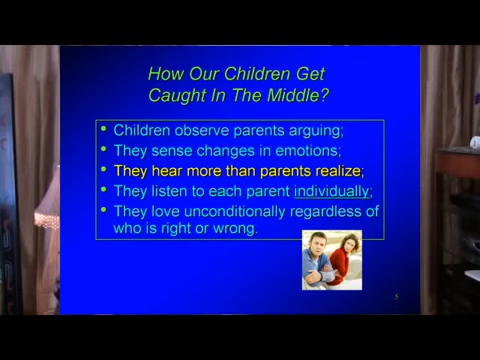 How Our Children Get
Caught In The Middle?
• Children observe parents arguing;
• They sense changes in emotions;
• They hear more than parents realize;
• They listen to each parent individually;
• They love unconditionally regardless of
who is right or wrong.
5